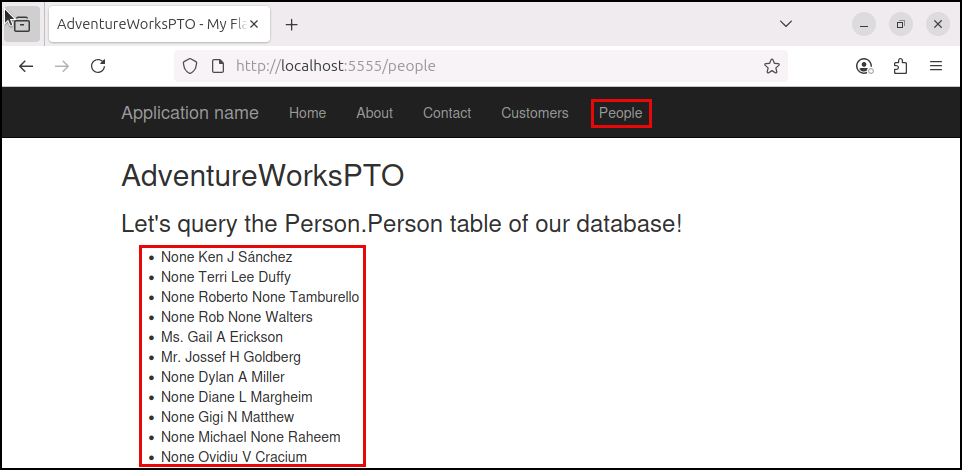 AdventureWorksPTO - My Fla
http://localhost:5555/people
Application name Home About Contact Customers People
AdventureWorksPTO
Let's query the Person.Person table of our database!
None Ken J Sánchez
None Terri Lee Duffy
None Roberto None Tamburello
None Rob None Walters
Ms. Gail A Erickson
Mr. Jossef H Goldberg
None Dylan A Miller
None Diane L Margheim
None Gigi N Matthew
None Michael None Raheem
None Ovidiu V Cracium